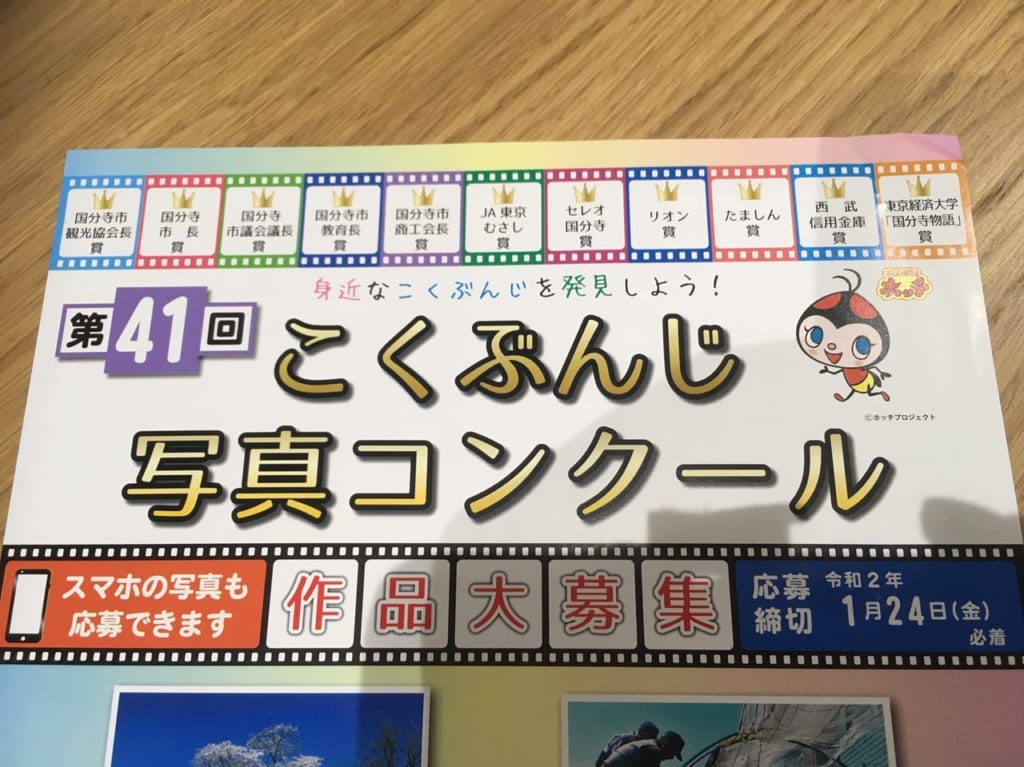 国分寺市
観光協会長
賞
国分寺
市長
賞
国分寺
市議会議長
賞
国分寺市
教育長
賞
国分寺市
商工会長
賞
JA東京
むさし
賞
セレオ
国分寺
賞
リオン
賞
たましん
賞
西武
信用金庫
賞
東京経済大学
「国分寺物語」
賞
身近なこくぶんじを発見しよう！
ホッチ
第41回
こくぶんじ
写真コンクール
©ホッチプロジェクト
スマホの写真も
応募できます
作品大募集
応募
締切
令和2年
1月24日(金)
必着